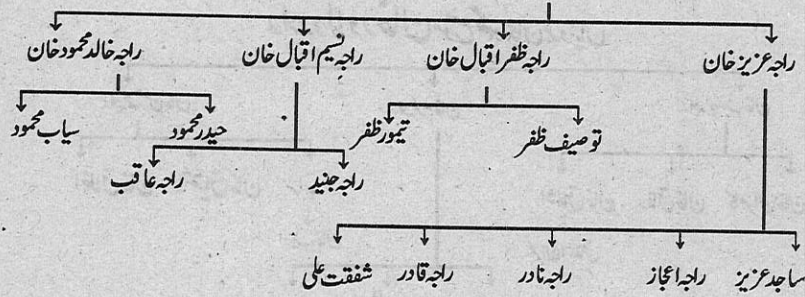 راجہ عزیز خان راجہ ظفر اقبال خان راجہ نسیم اقبال خان راجہ خالد محمود خان
توصیف ظفر تیمور ظفر حیدر محمود سیاب محمود
راجہ جنید راجہ عاقب
ساجد عزیز راجہ اعجاز راجہ نادر راجہ قادر شفقت علی